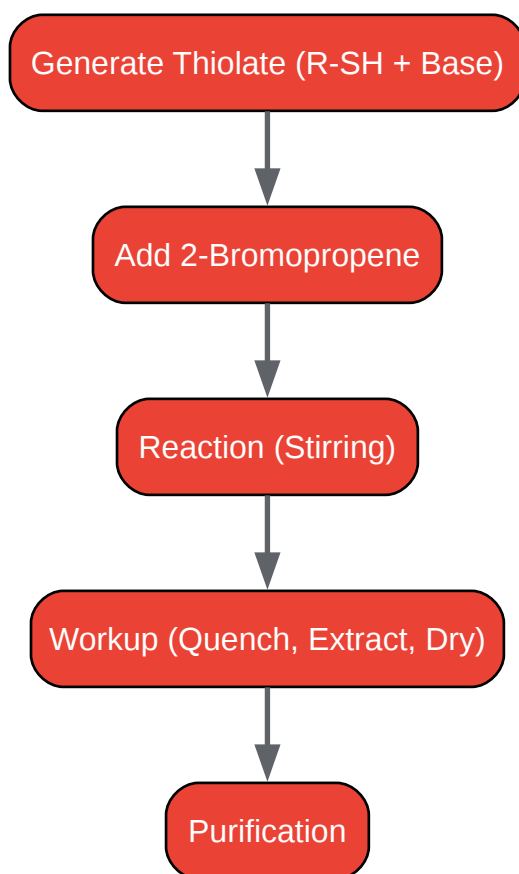 Generate Thiolate (R-SH + Base)
Add 2-Bromopropene
Reaction (Stirring)
Workup (Quench, Extract, Dry)
Purification